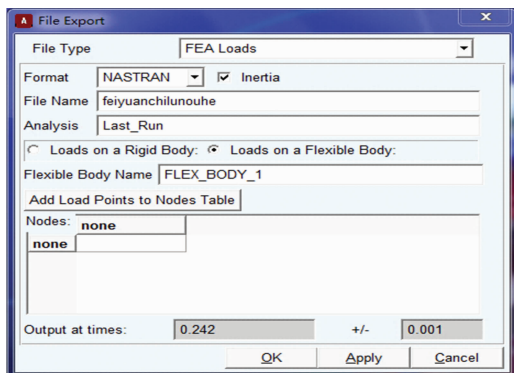 A File Export x
File Type FEA Loads
Format NASTRAN Inertia
File Name feiyuanchilunouhe
Analysis Last_Run
Loads on a Rigid Body: Loads on a Flexible Body:
Flexible Body Name FLEX_BODY_1
Add Load Points to Nodes Table
Nodes: none
none
Output at times: 0.242 +/- 0.001
OK Apply Cancel